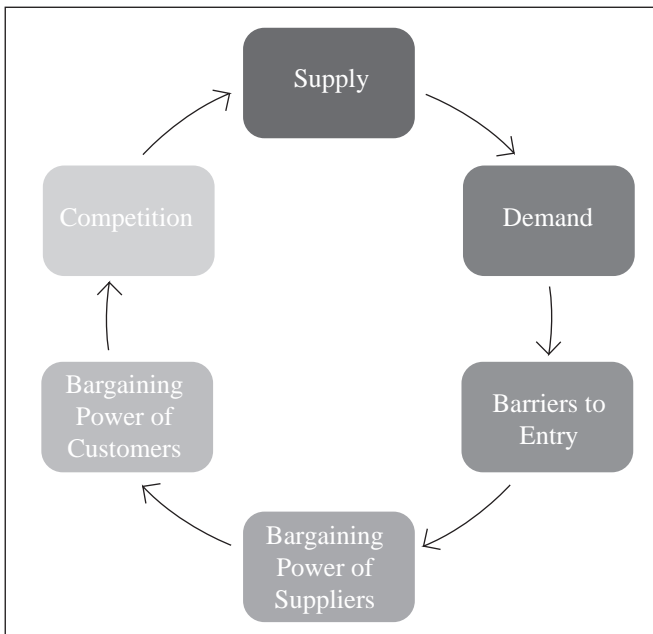 Supply
Demand
Barriers to
Entry
Bargaining
Power of
Suppliers
Bargaining
Power of
Customers
Competition